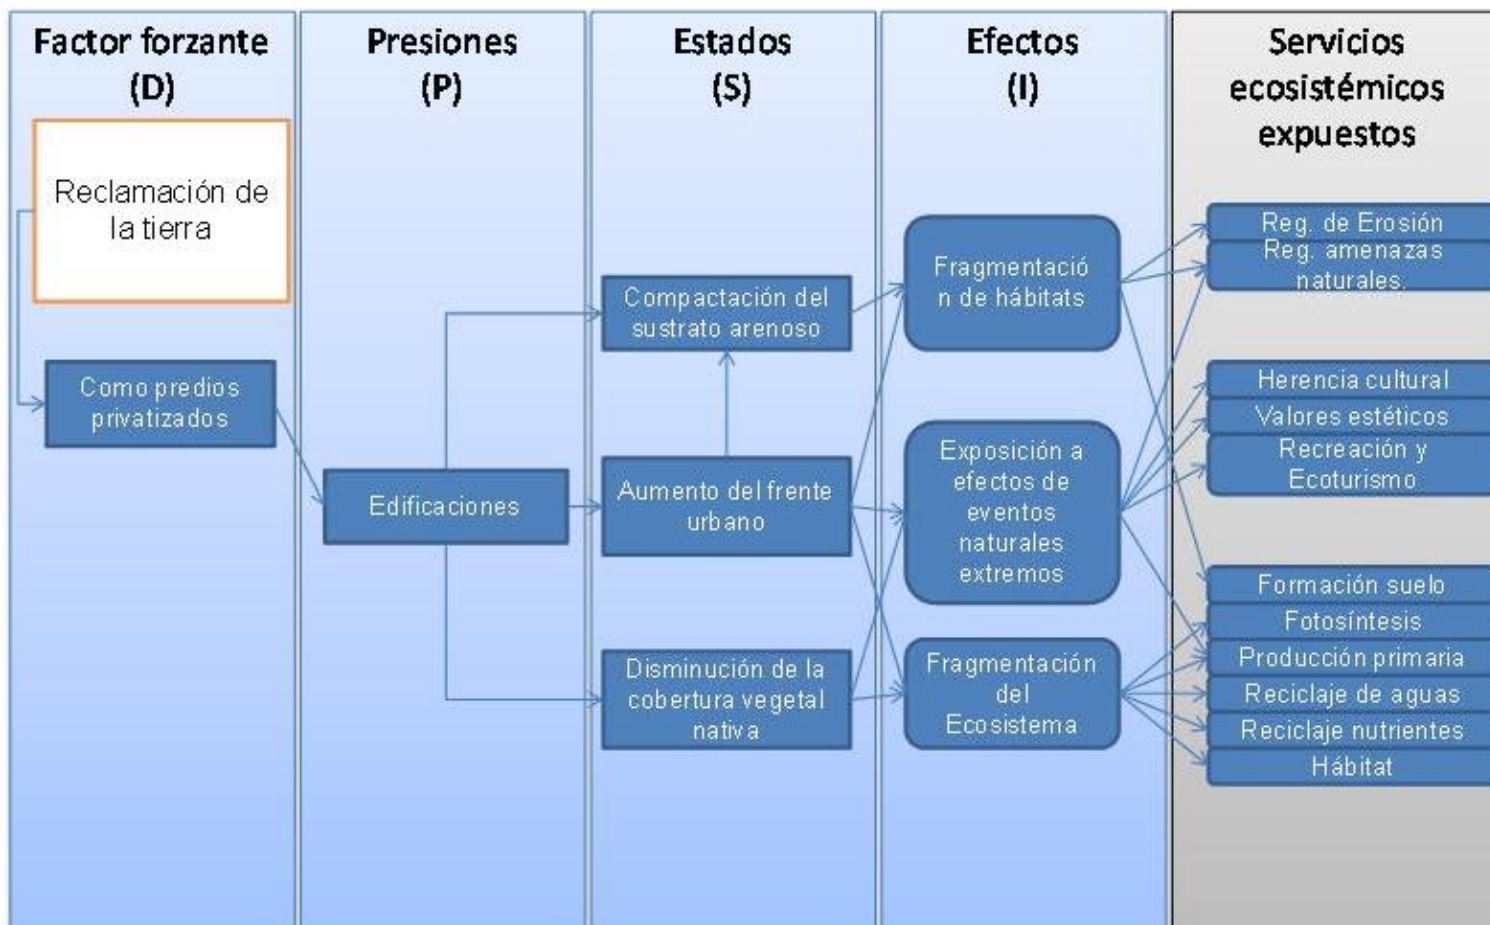 Factor forzante
(D)
Reclamación de
la tierra
Como predios
privatizados
Presiones
(P)
Edificaciones
Estados
(S)
Compactación del
sustrato arenoso
Aumento del frente
urbano
Disminución de la
cobertura vegetal
nativa
Efectos
(I)
Fragmentació
n de hábitats
Exposición a
efectos de
eventos
naturales
extremos
Fragmentación
del
Ecosistema
Servicios
ecosistémicos
expuestos
Reg. de Erosión
Reg. amenazas
naturales.
Herencia cultural
Valores estéticos
Recreación y
Ecoturismo
Formación suelo
Fotosíntesis
Producción primaria
Reciclaje de aguas
Reciclaje nutrientes
Hábitat